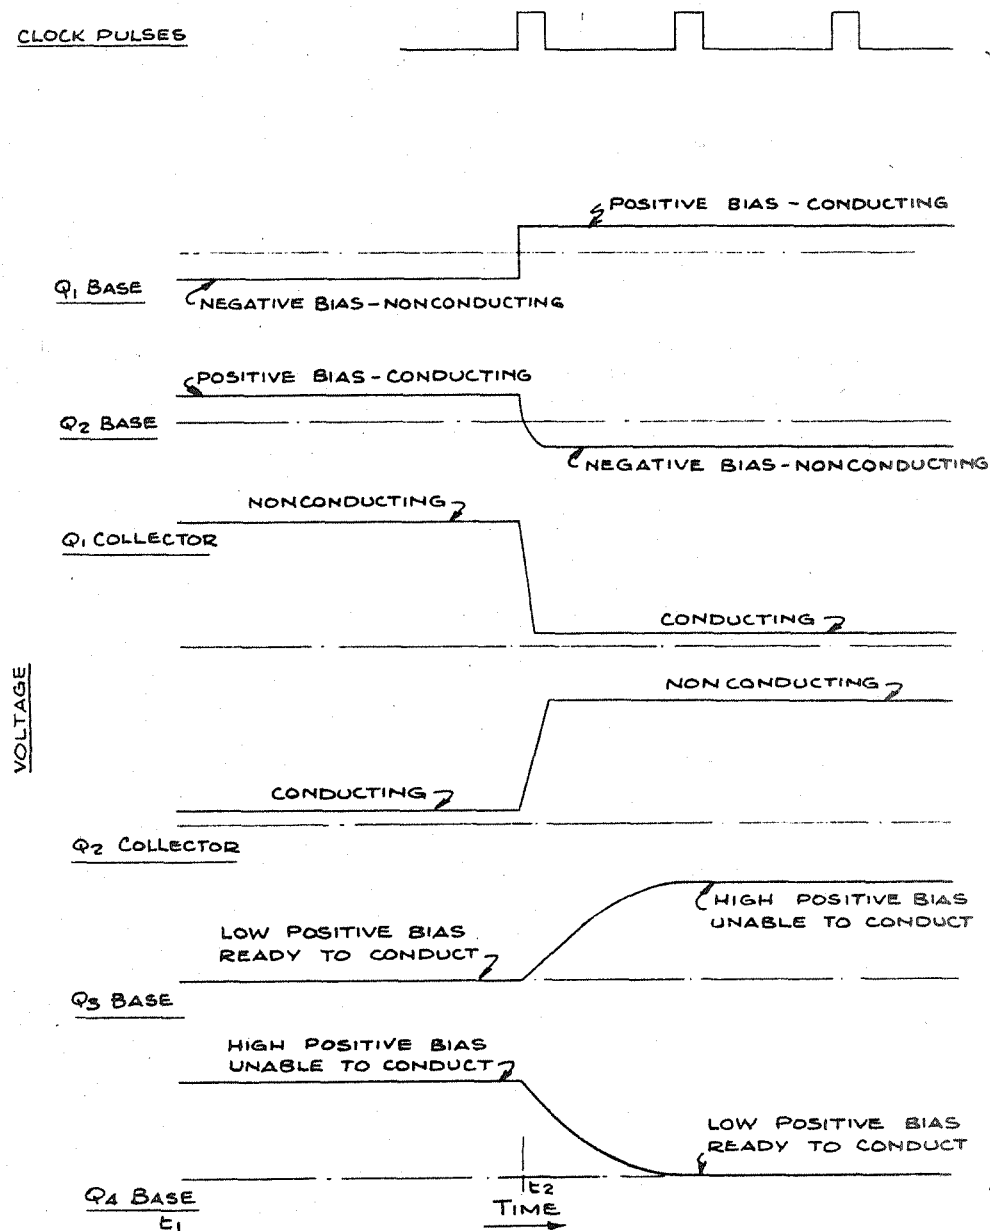 CLOCK PULSES
POSITIVE BIAS - CONDUCTING
Q1 BASE
NEGATIVE BIAS-NONCONDUCTING
POSITIVE BIAS-CONDUCTING
Q2 BASE
NEGATIVE BIAS-NONCONDUCTING
NONCONDUCTING
Q1 COLLECTOR
CONDUCTING
VOLTAGE
NONCONDUCTING
CONDUCTING
Q2 COLLECTOR
HIGH POSITIVE BIAS
UNABLE TO CONDUCT
LOW POSITIVE BIAS
READY TO CONDUCT
Q3 BASE
HIGH POSITIVE BIAS
UNABLE TO CONDUCT
LOW POSITIVE BIAS
READY TO CONDUCT
Q4 BASE
t1
t2
TIME